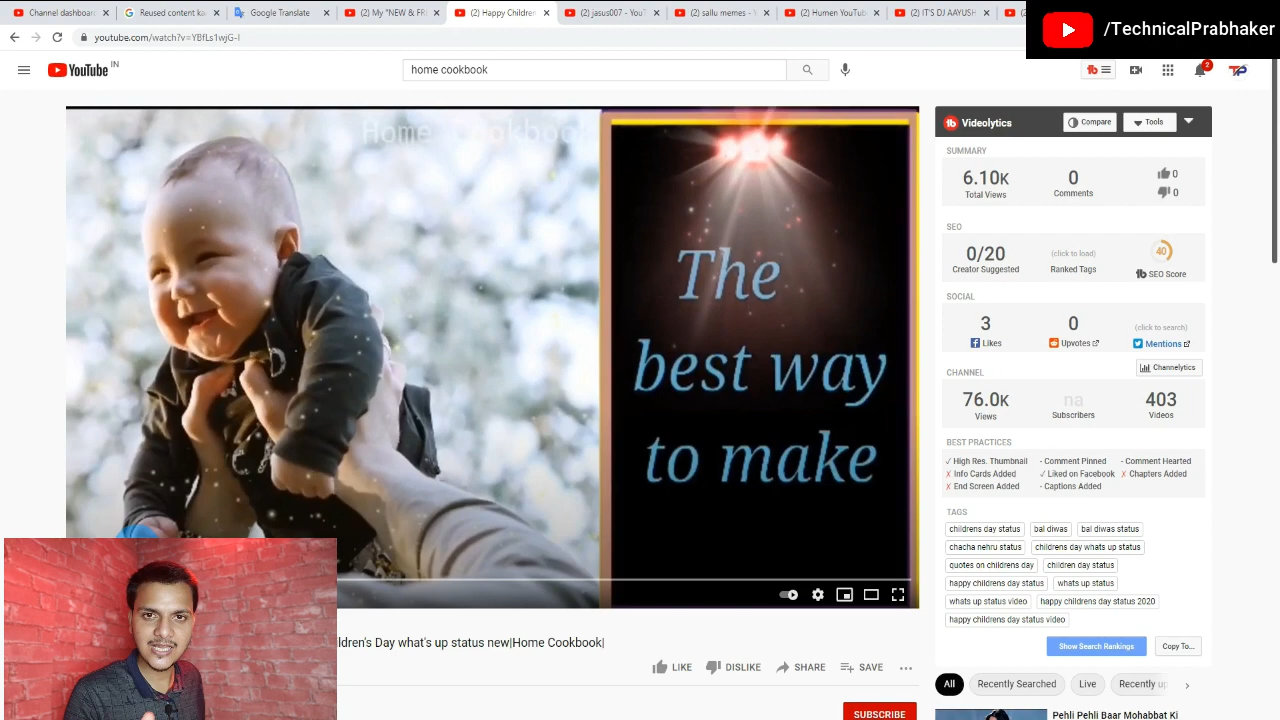 Channel dashboard
Reused content ka
Google Translate
(2) My "NEW & FR
(2) Happy Children
(2) jasus007 - YouT
(2) sallu memes - Y
(2) Humen YouTub
(2) IT'S DJ AAYUSH
/TechnicalPrabhaker
youtube.com/watch?v=YBfLs1wjG-I
YouTube IN
home cookbook
2
Home Cookbook
The
best way
to make
Videolytics
Compare
Tools
SUMMARY
6.10K
0
0
Total Views
Comments
0
SEO
0/20
(click to load)
40
Creator Suggested
Ranked Tags
SEO Score
SOCIAL
3
0
(click to search)
Likes
Upvotes
Mentions
CHANNEL
Channelytics
76.0K
na
403
Views
Subscribers
Videos
BEST PRACTICES
✓ High Res. Thumbnail
- Comment Pinned
- Comment Hearted
✗ Info Cards Added
✓ Liked on Facebook
✗ Chapters Added
✗ End Screen Added
- Captions Added
TAGS
childrens day status
bal diwas
bal diwas status
chacha nehru status
childrens day whats up status
quotes on childrens day
children day status
happy childrens day status
whats up status
whats up status video
happy childrens day status 2020
happy childrens day status video
Show Search Rankings
Copy To...
ldren's Day what's up status new|Home Cookbook|
LIKE
DISLIKE
SHARE
SAVE
All
Recently Searched
Live
Recently up
SUBSCRIBE
Pehli Pehli Baar Mohabbat Ki